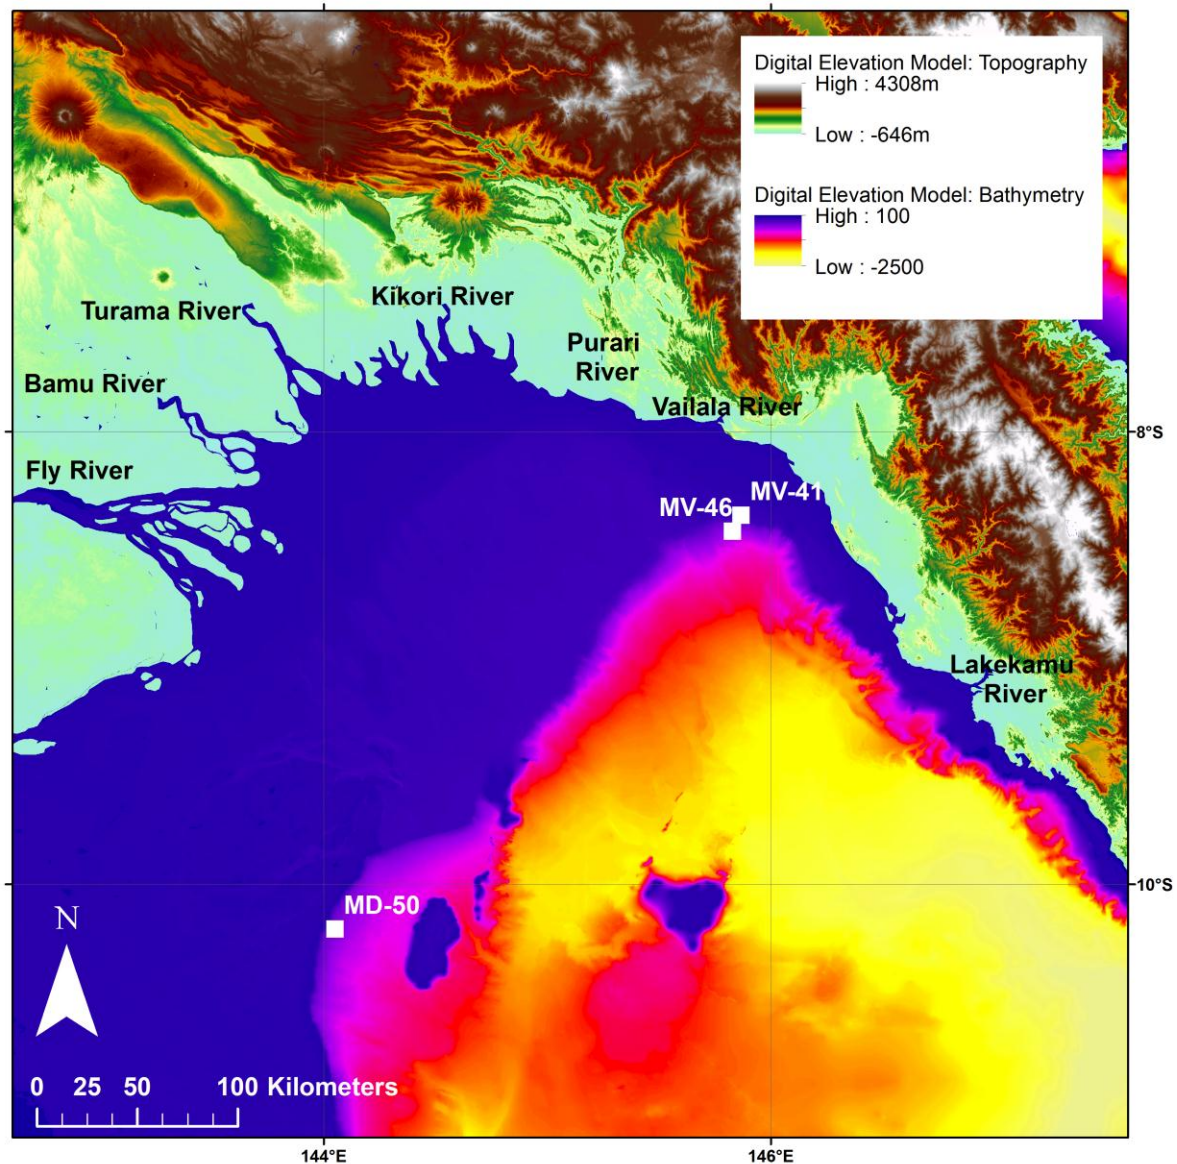 Digital Elevation Model: Topography
High : 4308m
Low : -646m
Digital Elevation Model: Bathymetry
High : 100
Low : -2500
Turama River
Kikori River
Purari
River
Bamu River
Vailala River
8°S
Fly River
MV-41
MV-46
Lakekamu
River
10°S
MD-50
N
0 25 50 100 Kilometers
144°E
146°E